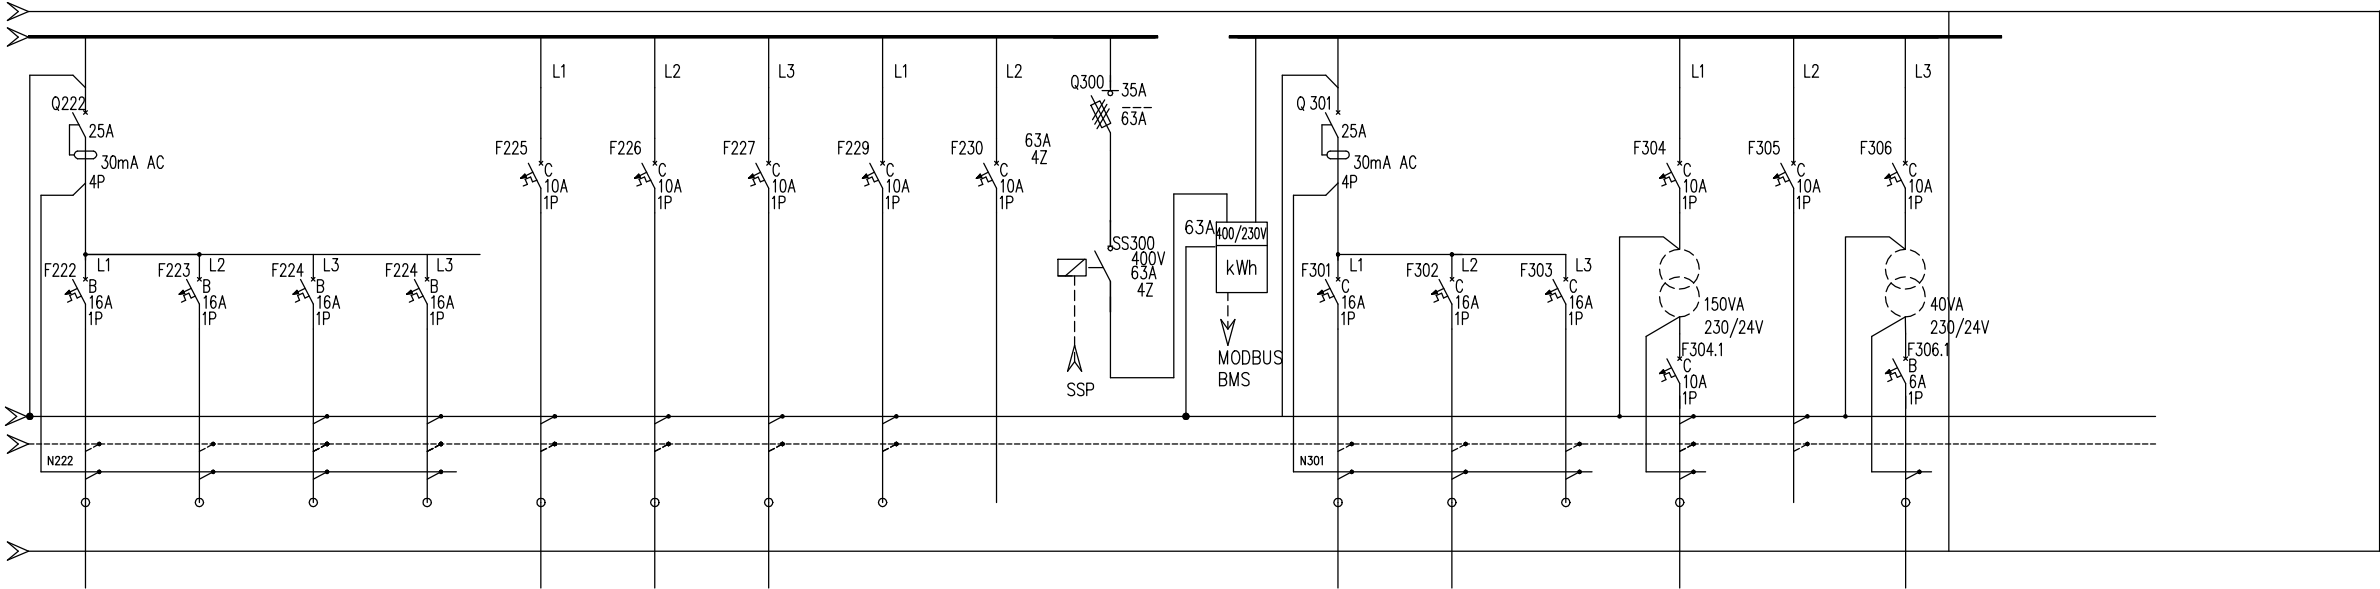 L1
L2
L3
L1
L2
L1
L2
L3
Q222
25A
30mA AC
4P
F225
C
10A
1P
F226
C
10A
1P
F227
C
10A
1P
F229
C
10A
1P
F230
C
10A
1P
63A
4Z
Q300
35A
63A
Q 301
25A
30mA AC
4P
F304
C
10A
1P
F305
C
10A
1P
F306
C
10A
1P
F222
L1
B
16A
1P
F223
L2
B
16A
1P
F224
L3
B
16A
1P
F224
L3
B
16A
1P
SS300
400V
63A
4Z
SSP
63A
400/230V
kWh
MODBUS
BMS
F301
L1
C
16A
1P
F302
L2
C
16A
1P
F303
L3
C
16A
1P
150VA
230/24V
F304.1
C
10A
1P
40VA
230/24V
F306.1
B
6A
1P
N222
N301